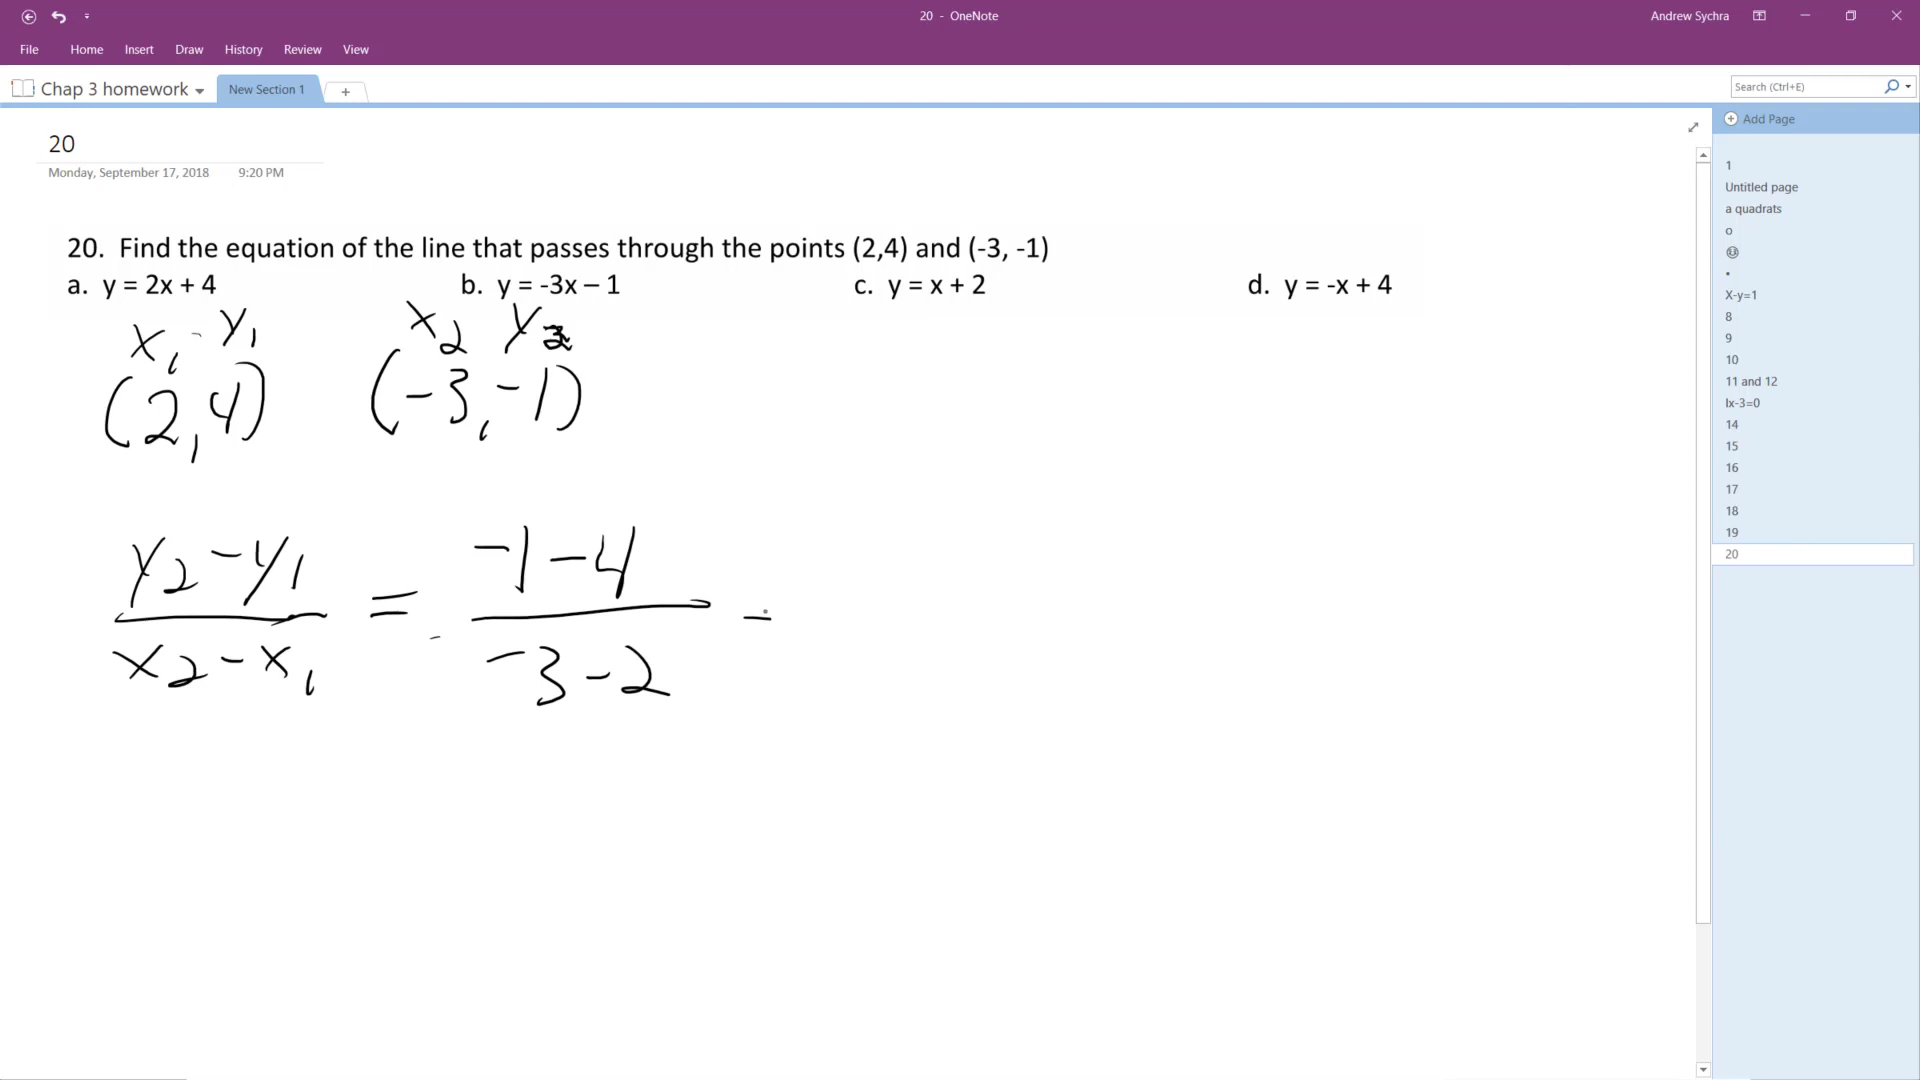 20 - OneNote
Andrew Sychra
File Home Insert Draw History Review View
Chap 3 homework
New Section 1
+
Search (Ctrl+E)
Add Page
20
Monday, September 17, 2018 9:20 PM
20. Find the equation of the line that passes through the points (2,4) and (-3, -1)
a. y = 2x + 4 b. y = -3x – 1 c. y = x + 2 d. y = -x + 4
x₁ y₁ x₂ y₂
(2,4) (-3,-1)
y₂-y₁ = -1-4 -
x₂-x₁ -3-2
1
Untitled page
a quadrats
o
☹
•
X-y=1
8
9
10
11 and 12
Ix-3=0
14
15
16
17
18
19
20